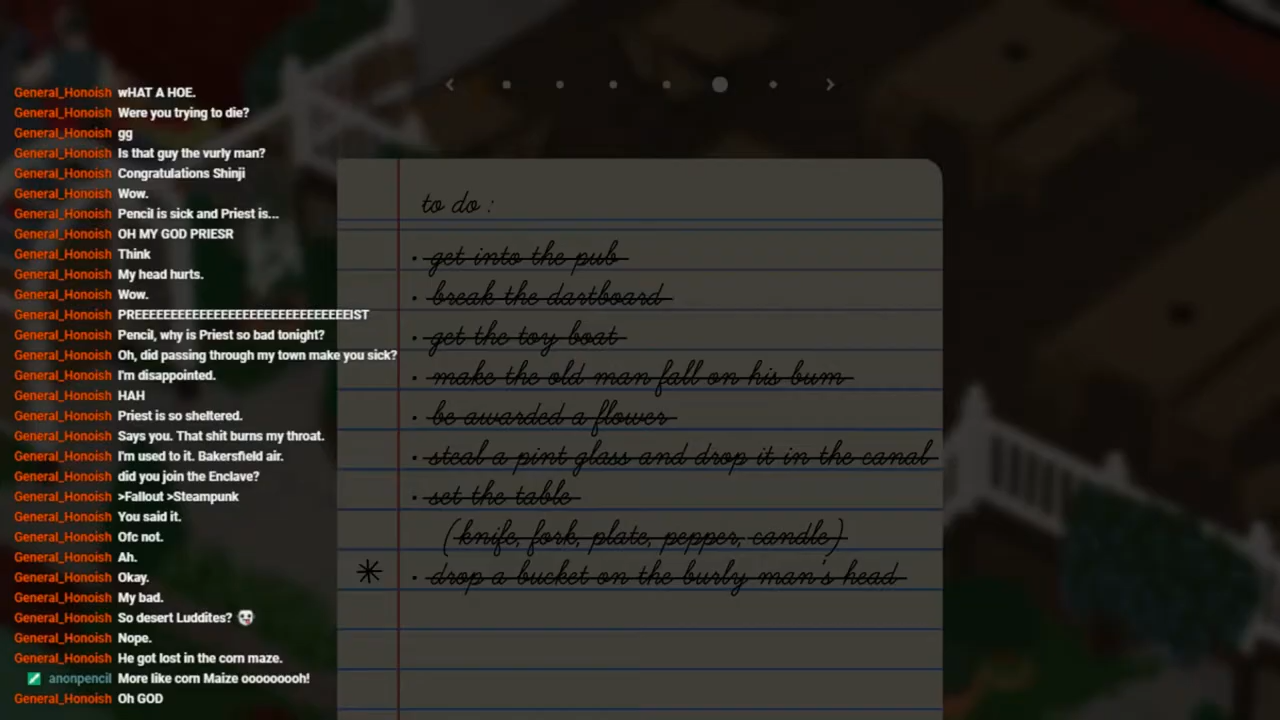 General_Honoish wHAT A HOE.
General_Honoish Were you trying to die?
General_Honoish gg
General_Honoish Is that guy the vurly man?
General_Honoish Congratulations Shinji
General_Honoish Wow.
General_Honoish Pencil is sick and Priest is...
General_Honoish OH MY GOD PRIESR
General_Honoish Think
General_Honoish My head hurts.
General_Honoish Wow.
General_Honoish PREEEEEEEEEEEEEEEEEEEEEEEEEEEEEIST
General_Honoish Pencil, why is Priest so bad tonight?
General_Honoish Oh, did passing through my town make you sick?
General_Honoish I'm disappointed.
General_Honoish HAH
General_Honoish Priest is so sheltered.
General_Honoish Says you. That shit burns my throat.
General_Honoish I'm used to it. Bakersfield air.
General_Honoish did you join the Enclave?
General_Honoish >Fallout >Steampunk
General_Honoish You said it.
General_Honoish Ofc not.
General_Honoish Ah.
General_Honoish Okay.
General_Honoish My bad.
General_Honoish So desert Luddites?
General_Honoish Nope.
General_Honoish He got lost in the corn maze.
anonpencil More like corn Maize ooooooooh!
General_Honoish Oh GOD
to do :
· get into the pub
· break the dartboard
· get the toy boat
· make the old man fall on his bum
· be awarded a flower
· steal a pint glass and drop it in the canal
· set the table
(knife, fork, plate, pepper, candle)
· drop a bucket on the burly man's head